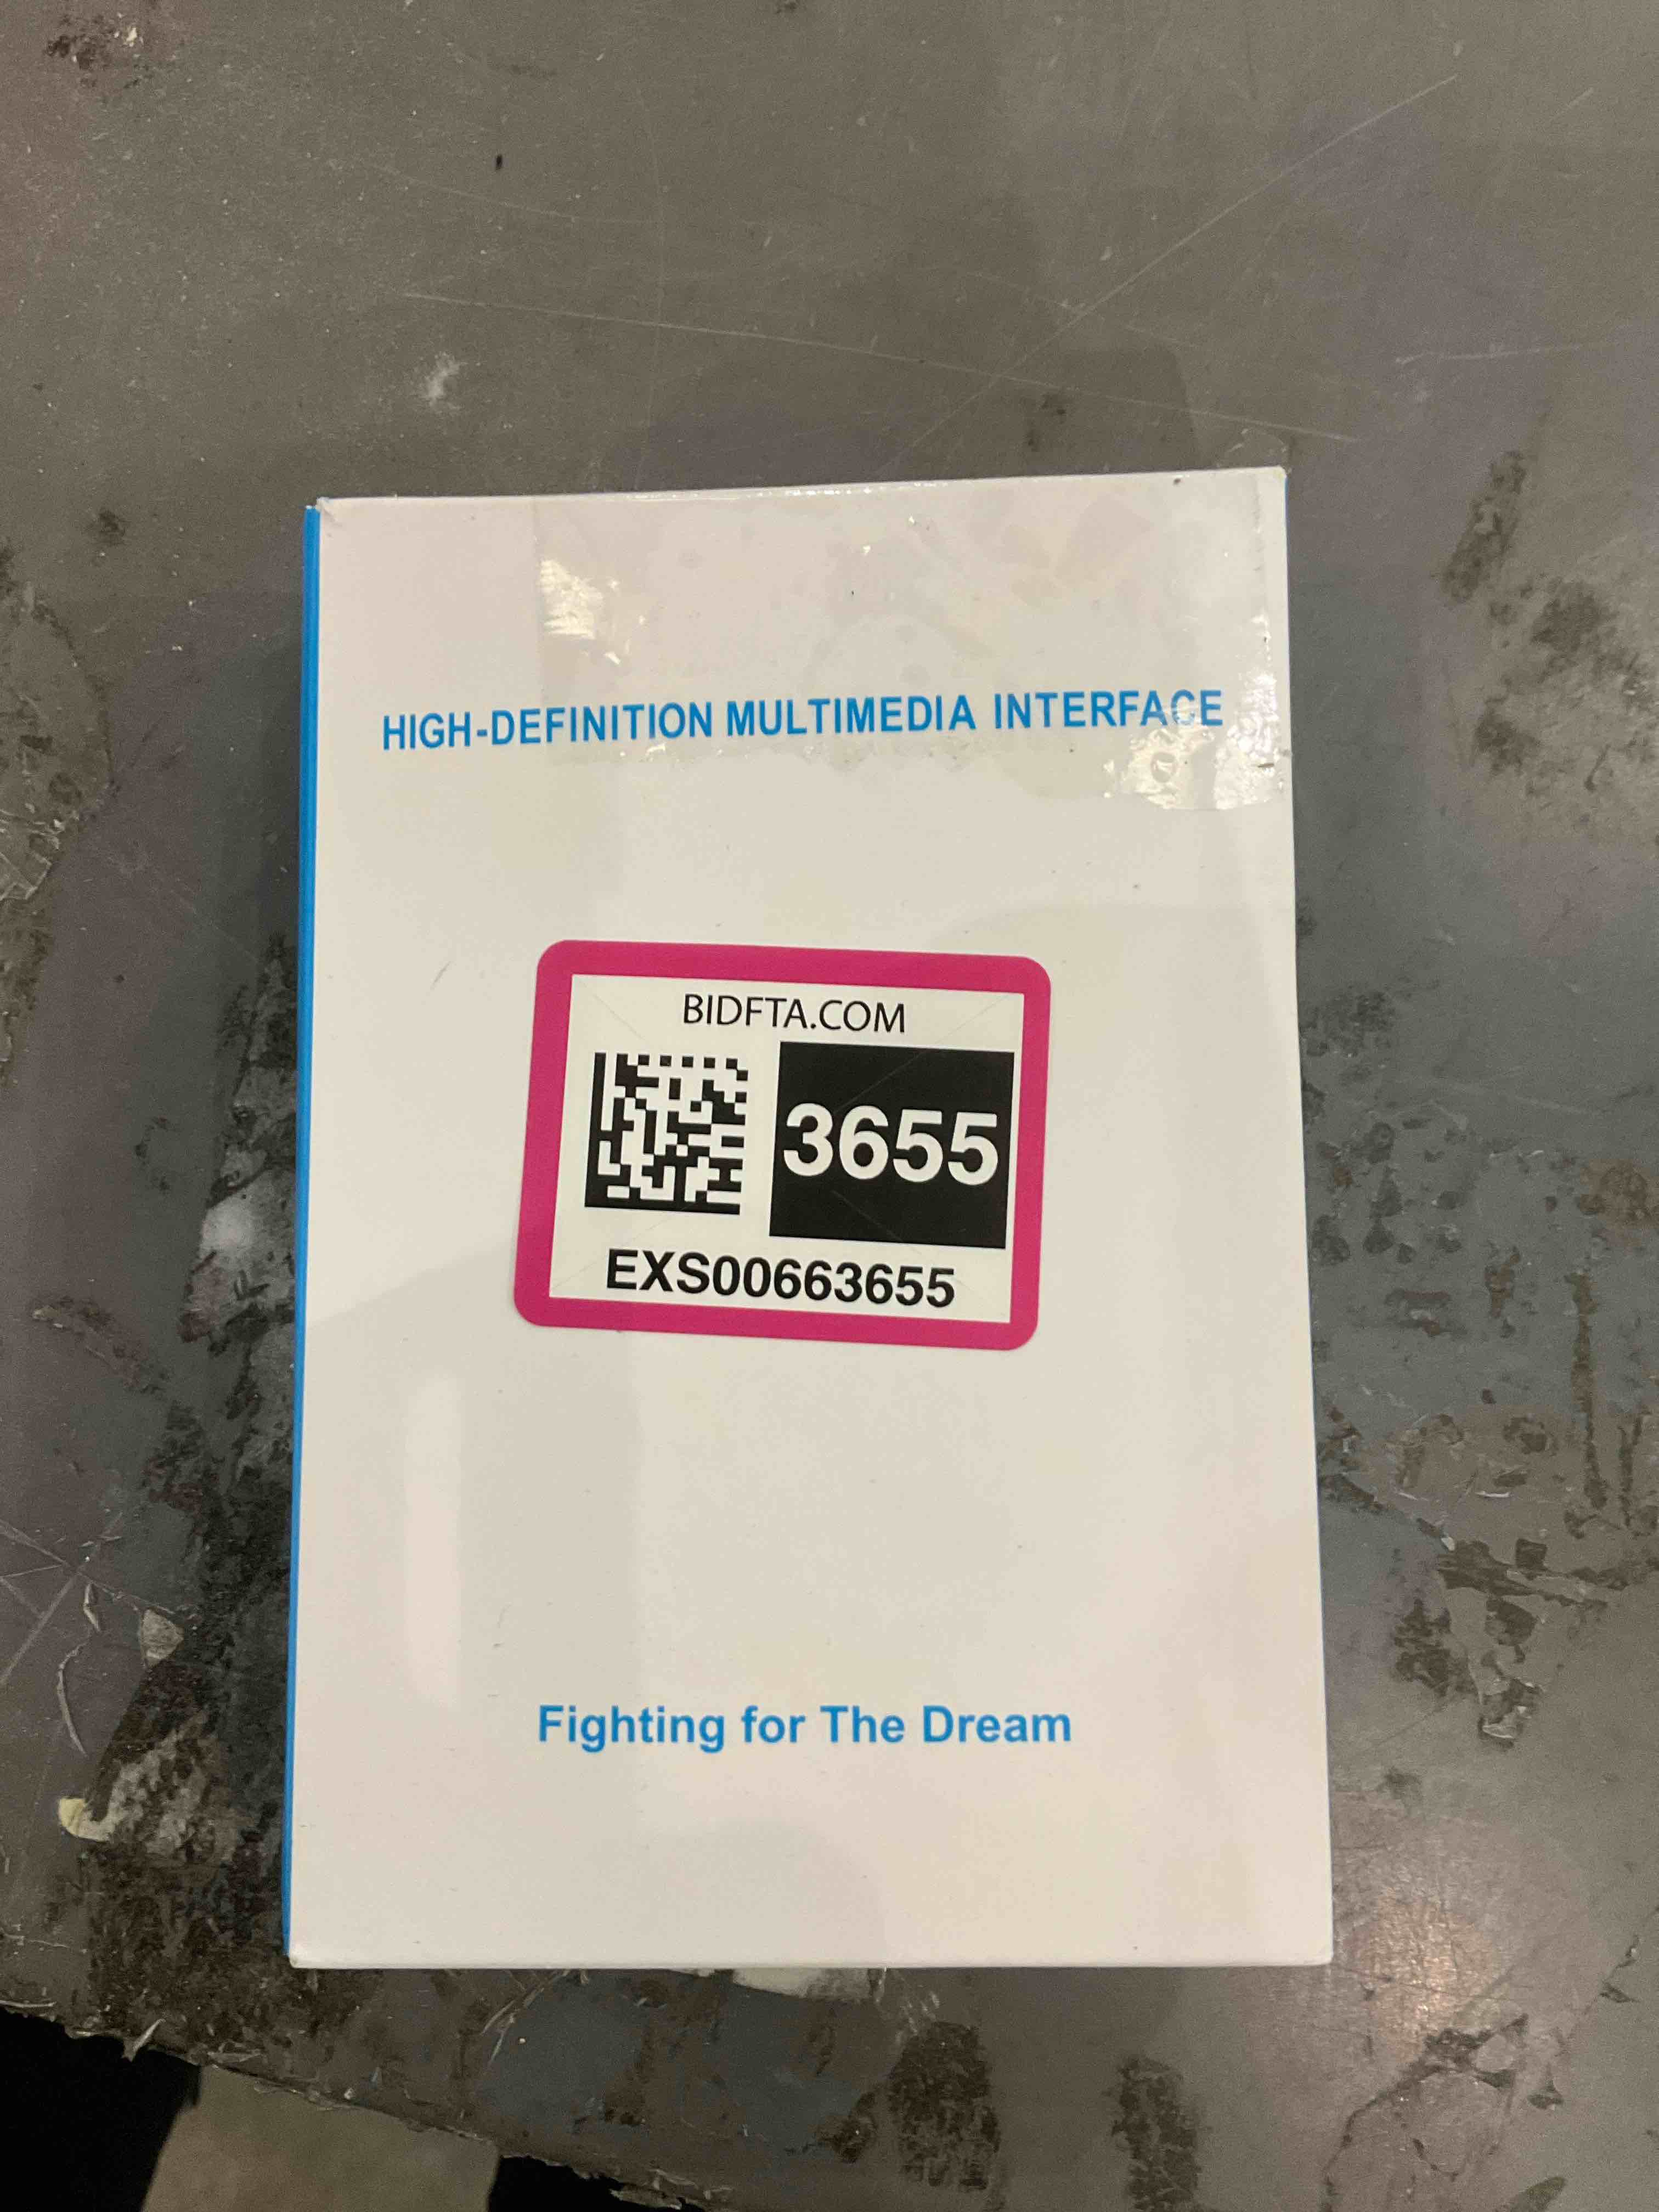 HIGH-DEFINITION MULTIMEDIA INTERFACE
BIDFTA.COM
3655
EXS00663655
Fighting for The Dream